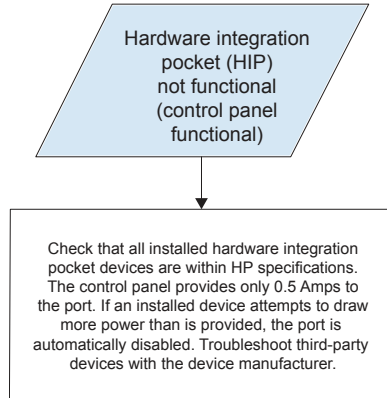 Hardware integration
pocket (HIP)
not functional
(control panel
functional)
Check that all installed hardware integration
pocket devices are within HP specifications.
The control panel provides only 0.5 Amps to
the port. If an installed device attempts to draw
more power than is provided, the port is
automatically disabled. Troubleshoot third-party
devices with the device manufacturer.